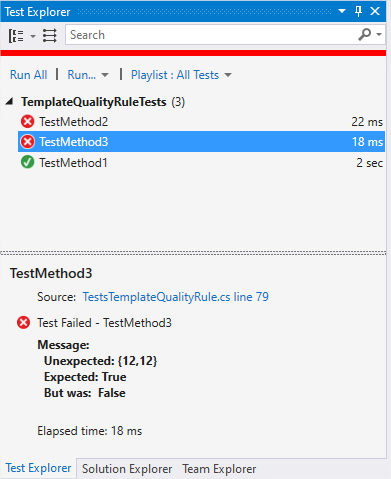 Test Explorer
Search
Run All | Run... | Playlist : All Tests
TemplateQualityRuleTests (3)
TestMethod2 22 ms
TestMethod3 18 ms
TestMethod1 2 sec
TestMethod3
Source: TestsTemplateQualityRule.cs line 79
Test Failed - TestMethod3
Message:
Unexpected: {12,12}
Expected: True
But was: False
Elapsed time: 18 ms
Test Explorer Solution Explorer Team Explorer